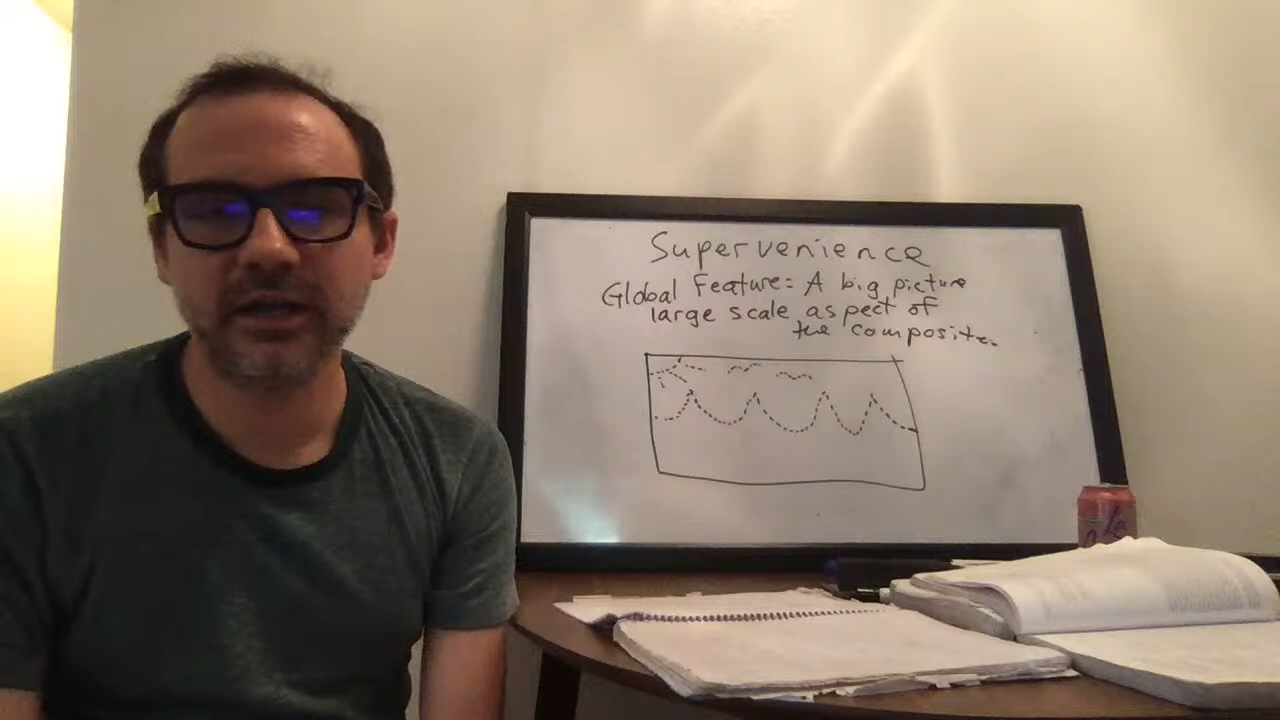 Supervenience
Global Feature: A big picture
large scale aspect of
the composite.